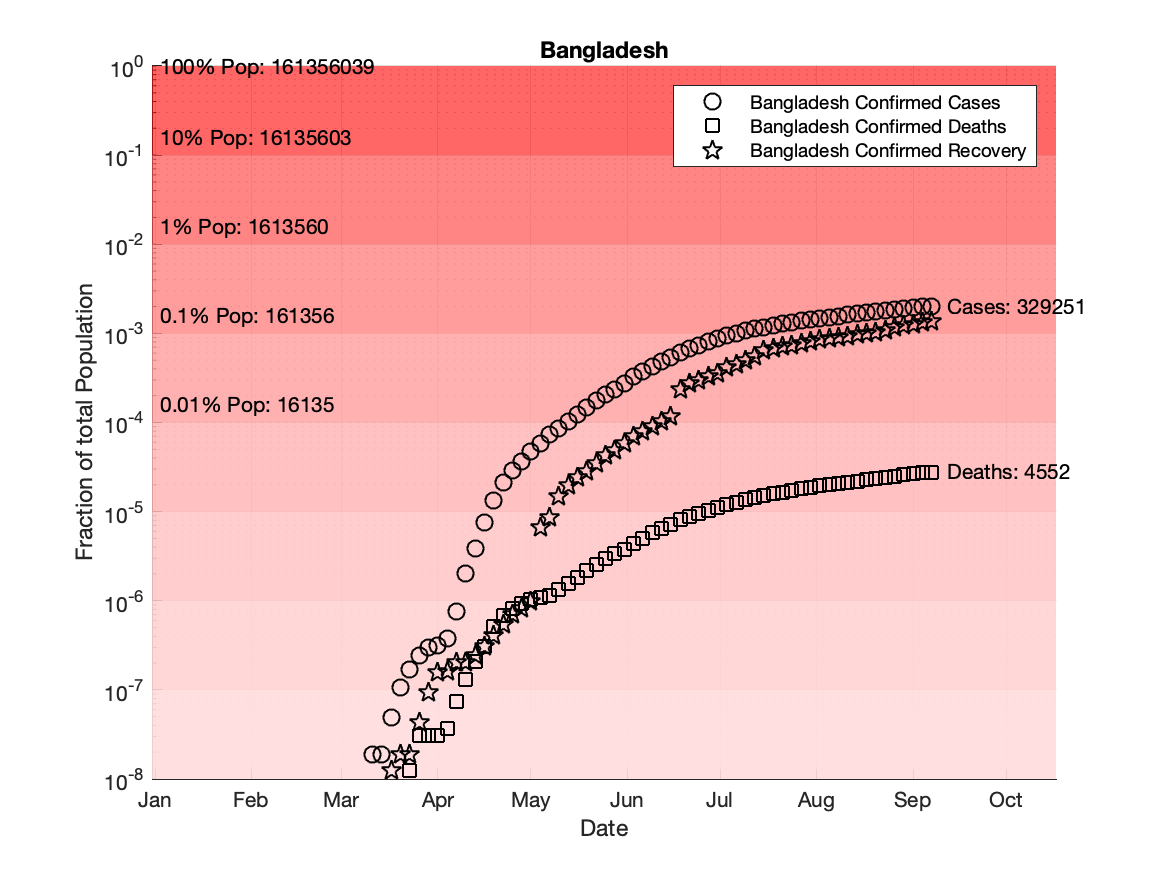 Bangladesh
10^0
10^-1
10^-2
10^-3
10^-4
10^-5
10^-6
10^-7
10^-8
Fraction of total Population
100% Pop: 161356039
10% Pop: 16135603
1% Pop: 1613560
0.1% Pop: 161356
0.01% Pop: 16135
Bangladesh Confirmed Cases
Bangladesh Confirmed Deaths
Bangladesh Confirmed Recovery
Cases: 329251
Deaths: 4552
Jan Feb Mar Apr May Jun Jul Aug Sep Oct
Date